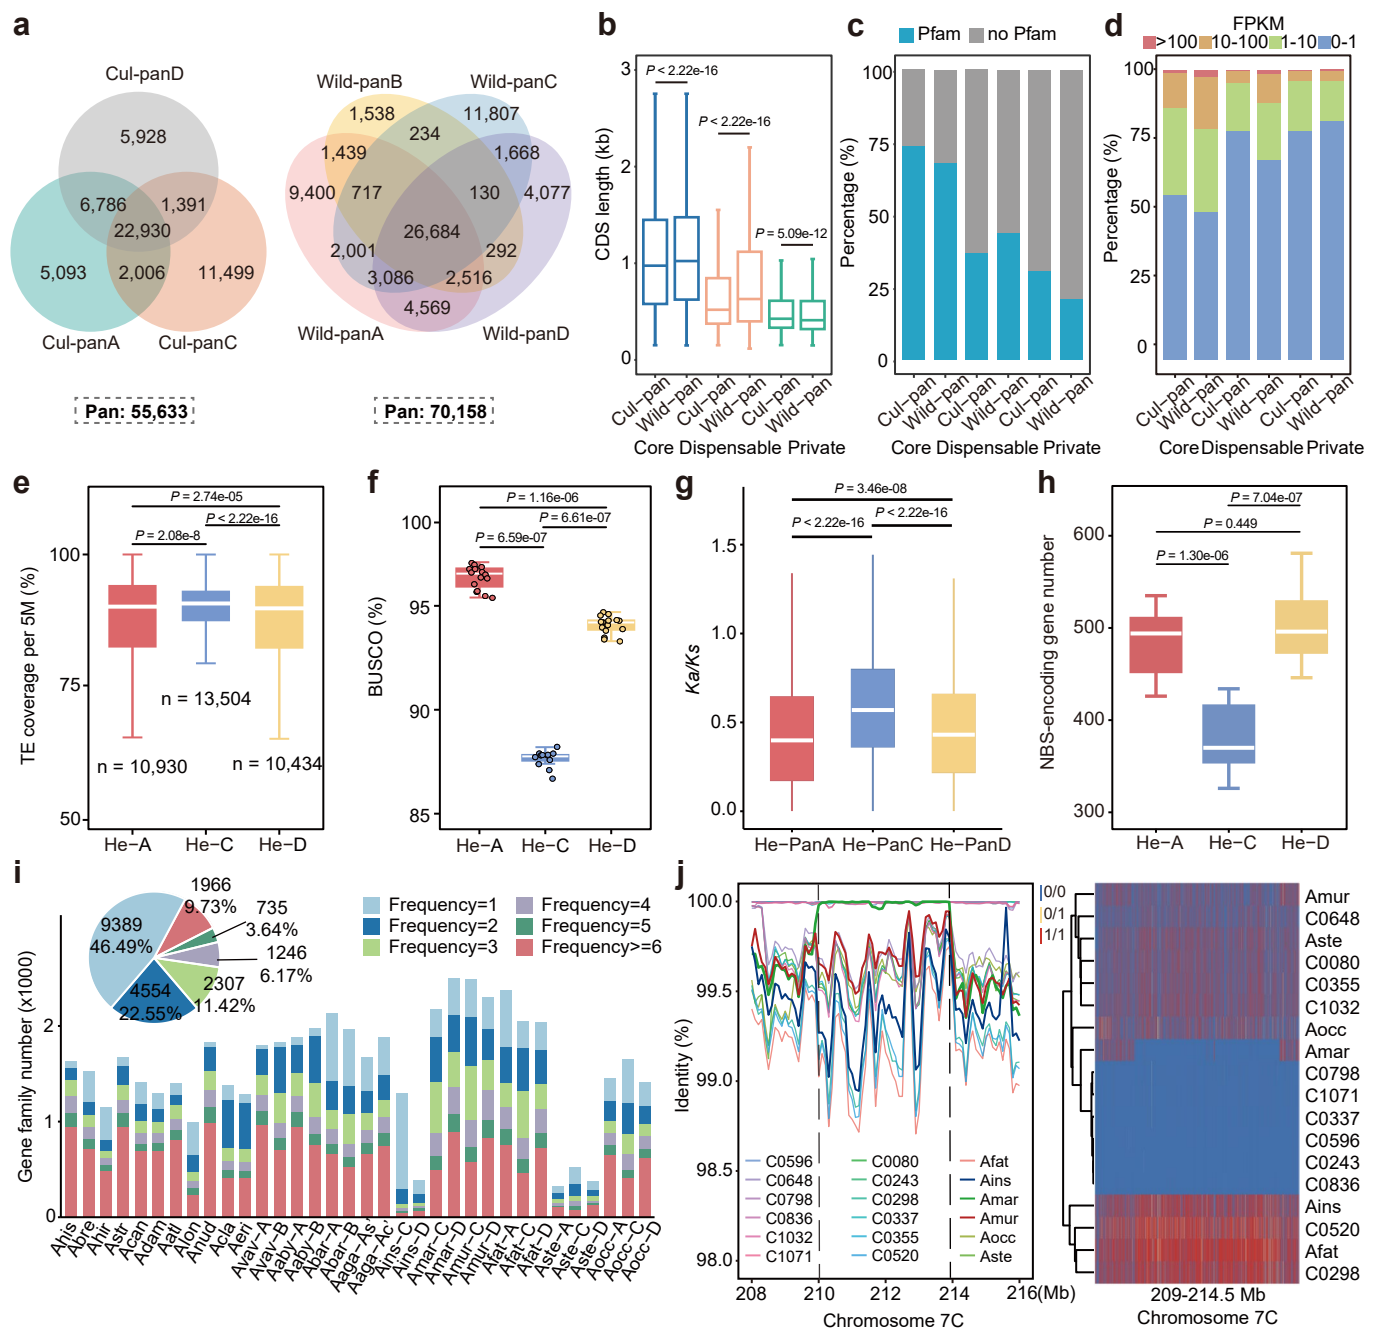 a
Cul-panD
5,928
6,786
1,391
22,930
5,093
2,006
11,499
Cul-panA
Cul-panC
Pan: 55,633
Wild-panB
Wild-panC
1,538
11,807
234
1,439
1,668
9,400
717
130
4,077
26,684
2,001
292
3,086
2,516
4,569
Wild-panA
Wild-panD
Pan: 70,158
b
CDS length (kb)
3
2
1
0
P < 2.22e-16
P < 2.22e-16
P = 5.09e-12
Cul−pan
Wild−pan
Cul−pan
Wild−pan
Cul−pan
Wild−pan
Core Dispensable Private
c
Pfam
no Pfam
Percentage (%)
100
75
50
25
0
Cul−pan
Wild−pan
Cul−pan
Wild−pan
Cul−pan
Wild−pan
Core Dispensable Private
d
FPKM
>100
10-100
1-10
0-1
Percentage (%)
100
75
50
25
0
Cul−pan
Wild−pan
Cul−pan
Wild−pan
Cul−pan
Wild−pan
Core Dispensable Private
e
TE coverage per 5M (%)
100
75
50
P = 2.74e-05
P < 2.22e-16
P = 2.08e-8
n = 13,504
n = 10,930
n = 10,434
He−A
He−C
He−D
f
BUSCO (%)
100
95
90
85
P = 1.16e-06
P = 6.61e-07
P = 6.59e-07
He−A
He−C
He−D
g
Ka/Ks
1.5
1.0
0.5
0.0
P = 3.46e-08
P < 2.22e-16
P < 2.22e-16
He−PanA
He−PanC
He−PanD
h
NBS-encoding gene number
600
500
400
300
P = 7.04e-07
P = 0.449
P = 1.30e-06
He−A
He−C
He−D
i
Gene family number (x1000)
2
1
0
9389
46.49%
1966
9.73%
735
3.64%
1246
6.17%
2307
11.42%
4554
22.55%
Frequency=1
Frequency=2
Frequency=3
Frequency=4
Frequency=5
Frequency>=6
Ahis
Abre
Ahir
Astr
Acan
Adam
Aatl
Alon
Anud
Acla
Aeri
Avav-A
Avav-B
Aaby-A
Aaby-B
Abar-A
Abar-B
Aaga-As'
Aaga-Ac'
Ains-C
Ains-D
Amar-C
Amar-D
Amur-C
Amur-D
Afat-A
Afat-C
Afat-D
Aste-A
Aste-C
Aste-D
Aocc-A
Aocc-C
Aocc-D
j
Identity (%)
100.0
99.5
99.0
98.5
98.0
C0596
C0648
C0798
C0836
C1032
C1071
C0080
C0243
C0298
C0337
C0355
C0520
Afat
Ains
Amar
Amur
Aocc
Aste
208
210
212
214
216(Mb)
Chromosome 7C
0/0
0/1
1/1
Amur
C0648
Aste
C0080
C0355
C1032
Aocc
Amar
C0798
C1071
C0337
C0596
C0243
C0836
Ains
C0520
Afat
C0298
209-214.5 Mb
Chromosome 7C